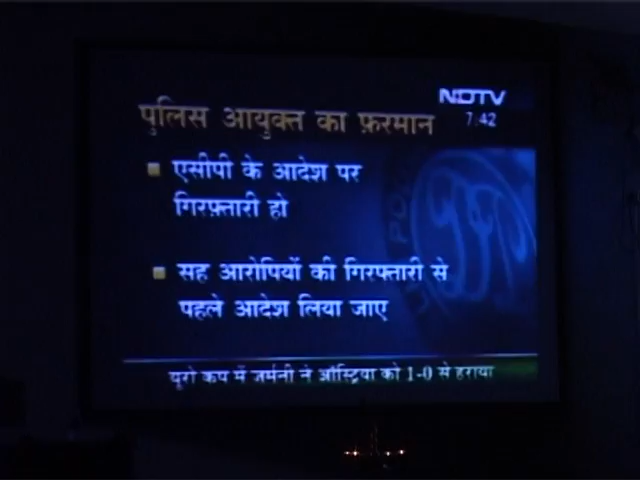 NDTV
7:42
पुलिस आयुक्त का फ़रमान
एसीपी के आदेश पर
गिरफ़्तारी हो
सह आरोपियों की गिरफ्तारी से
पहले आदेश लिया जाए
यूरो कप में जर्मनी ने ऑस्ट्रिया को 1-0 से हराया